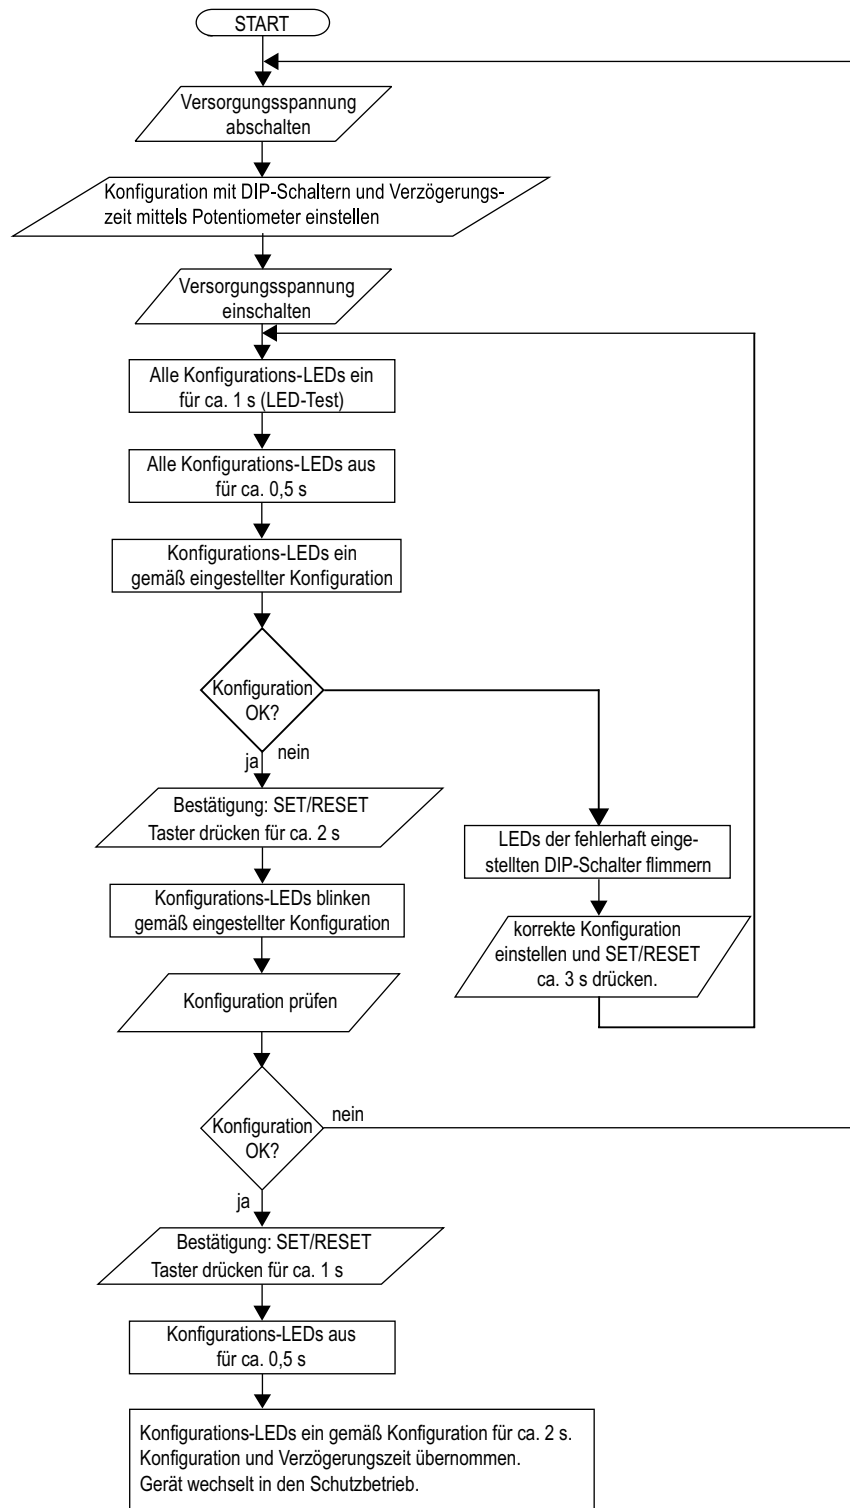 START
Versorgungsspannung
abschalten
Konfiguration mit DIP-Schaltern und Verzögerungs-
zeit mittels Potentiometer einstellen
Versorgungsspannung
einschalten
Alle Konfigurations-LEDs ein
für ca. 1 s (LED-Test)
Alle Konfigurations-LEDs aus
für ca. 0,5 s
Konfigurations-LEDs ein
gemäß eingestellter Konfiguration
Konfiguration
OK?
nein
ja
Bestätigung: SET/RESET
Taster drücken für ca. 2 s
LEDs der fehlerhaft einge-
stellten DIP-Schalter flimmern
Konfigurations-LEDs blinken
gemäß eingestellter Konfiguration
korrekte Konfiguration
einstellen und SET/RESET
ca. 3 s drücken.
Konfiguration prüfen
Konfiguration
OK?
nein
ja
Bestätigung: SET/RESET
Taster drücken für ca. 1 s
Konfigurations-LEDs aus
für ca. 0,5 s
Konfigurations-LEDs ein gemäß Konfiguration für ca. 2 s.
Konfiguration und Verzögerungszeit übernommen.
Gerät wechselt in den Schutzbetrieb.